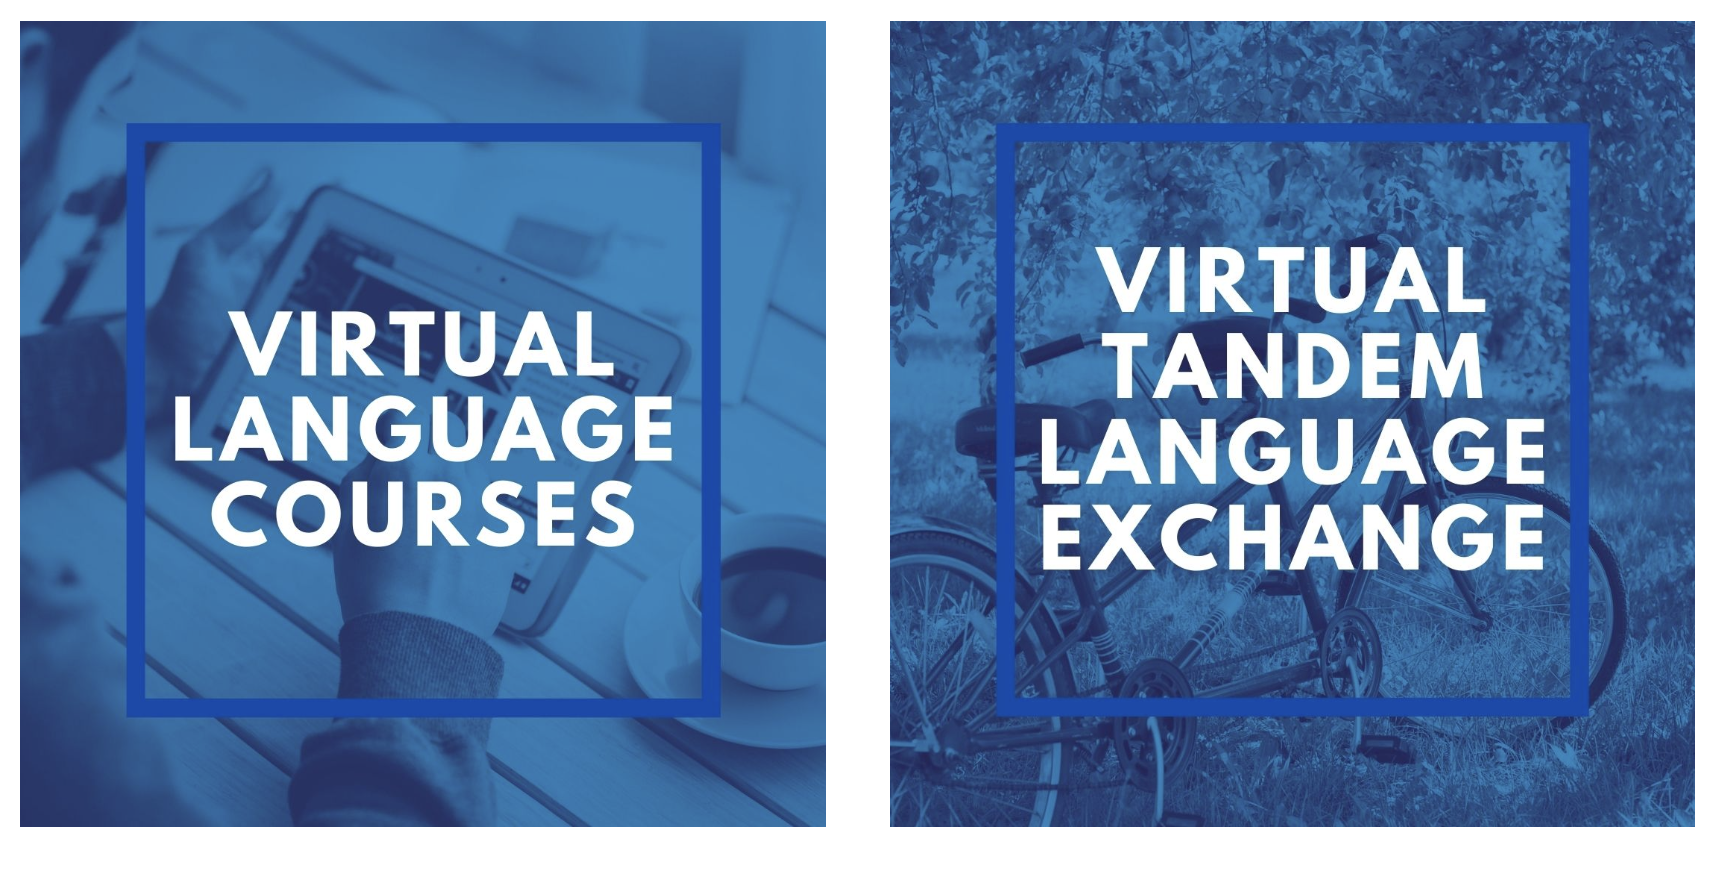 VIRTUAL
LANGUAGE
COURSES
VIRTUAL
TANDEM
LANGUAGE
EXCHANGE